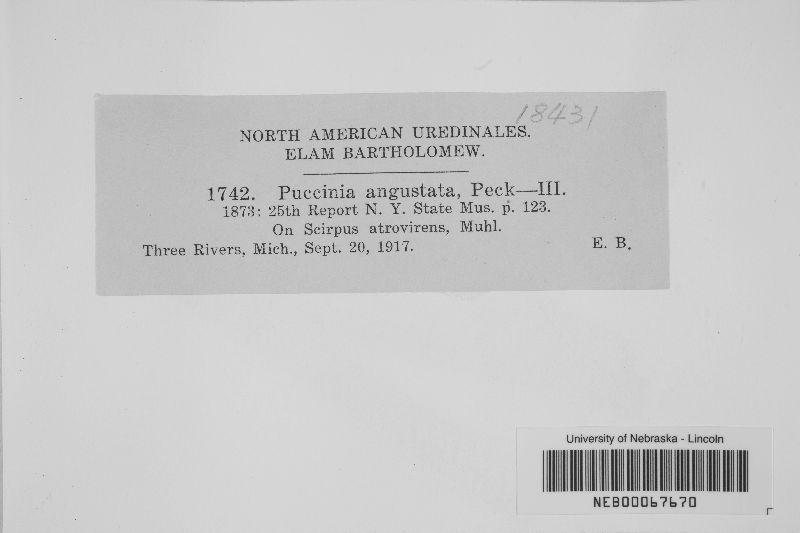 18431
NORTH AMERICAN UREDINALES.
ELAM BARTHOLOMEW.
1742. Puccinia angustata, Peck—III.
1873: 25th Report N. Y. State Mus. p. 123.
On Scirpus atrovirens, Muhl.
Three Rivers, Mich., Sept. 20, 1917. E. B.
University of Nebraska - Lincoln
NEB00067670